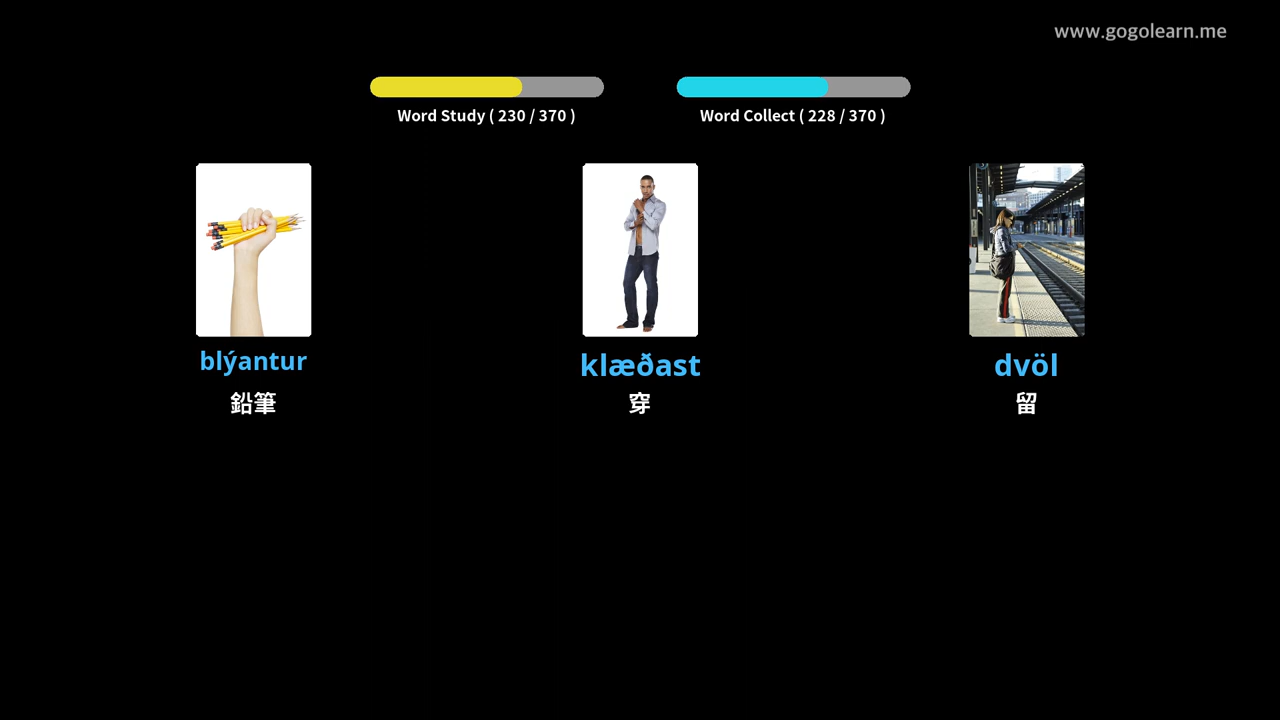 www.gogolearn.me
Word Study ( 230 / 370 )
Word Collect ( 228 / 370 )
blýantur
鉛筆
klæðast
穿
dvöl
留